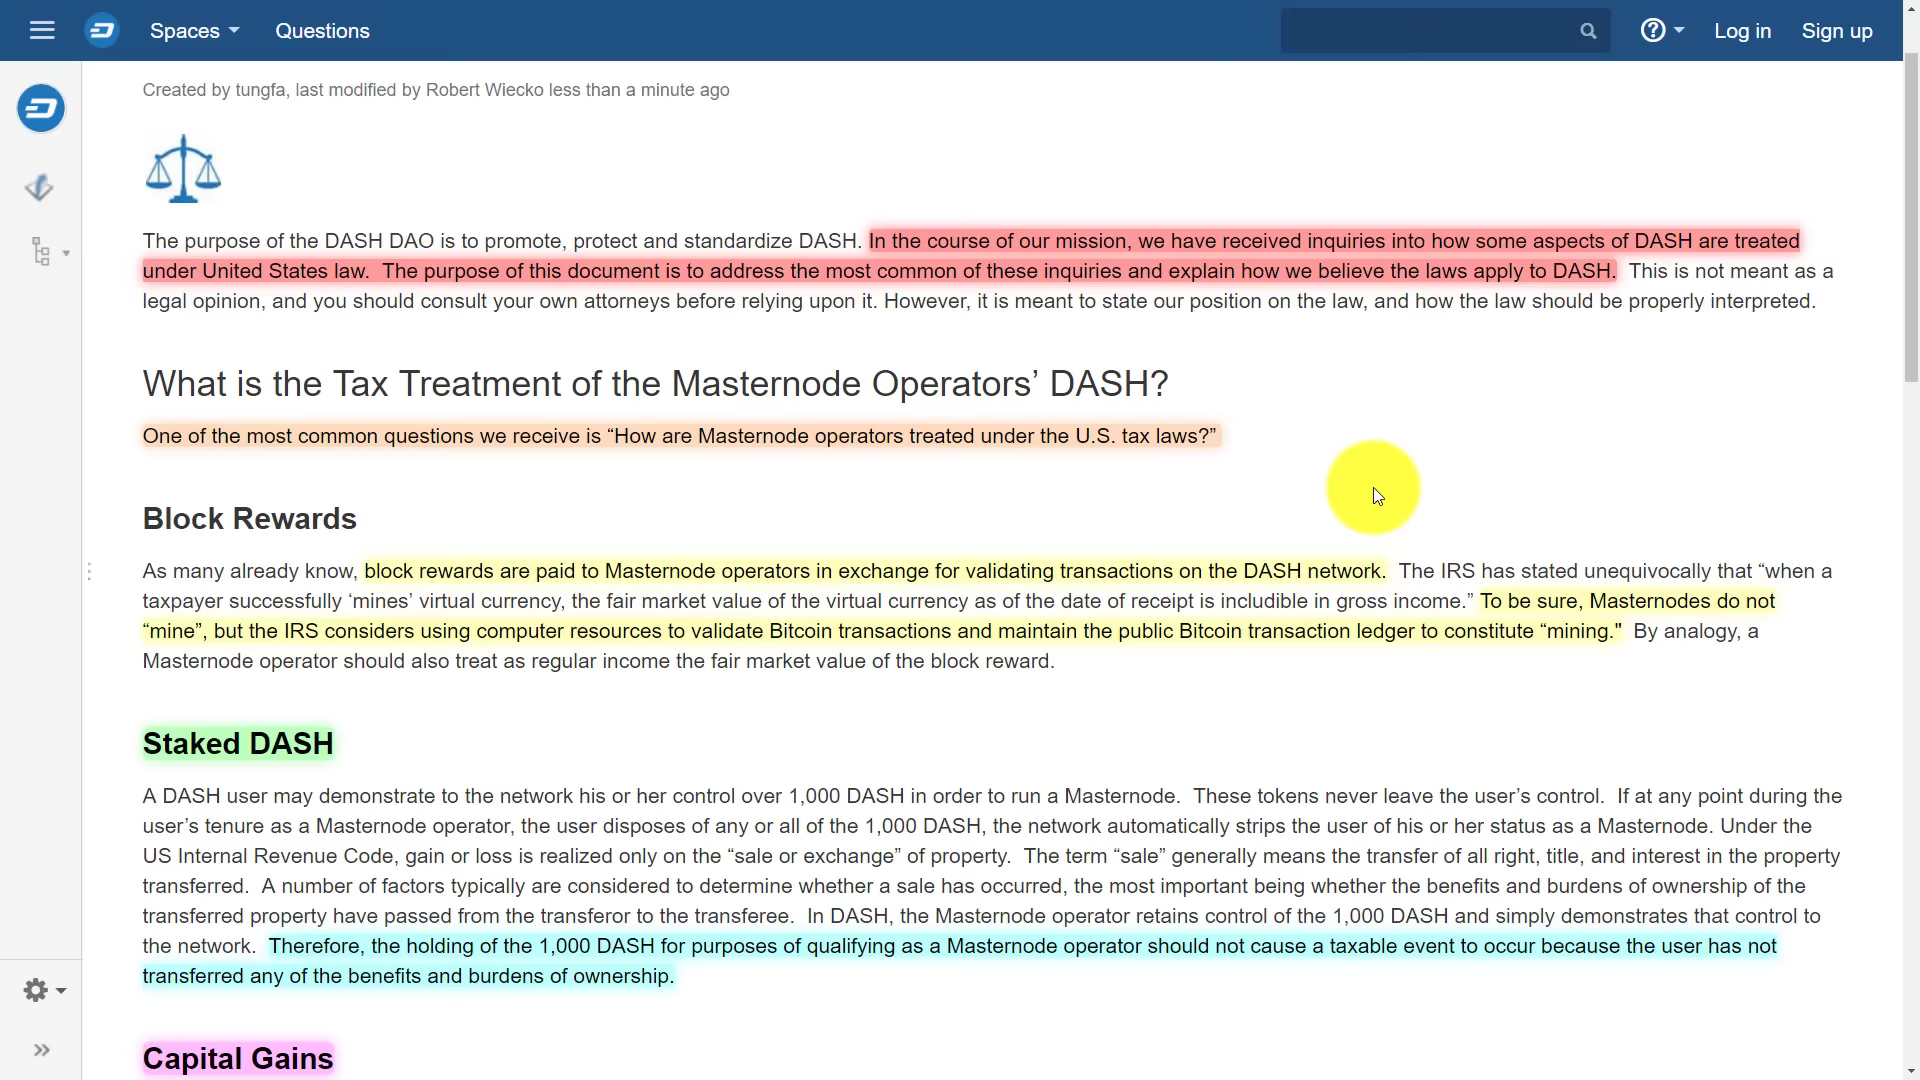 Spaces Questions Log in Sign up
Created by tungfa, last modified by Robert Wiecko less than a minute ago
The purpose of the DASH DAO is to promote, protect and standardize DASH. In the course of our mission, we have received inquiries into how some aspects of DASH are treated
under United States law. The purpose of this document is to address the most common of these inquiries and explain how we believe the laws apply to DASH. This is not meant as a
legal opinion, and you should consult your own attorneys before relying upon it. However, it is meant to state our position on the law, and how the law should be properly interpreted.
What is the Tax Treatment of the Masternode Operators’ DASH?
One of the most common questions we receive is “How are Masternode operators treated under the U.S. tax laws?”
Block Rewards
As many already know, block rewards are paid to Masternode operators in exchange for validating transactions on the DASH network. The IRS has stated unequivocally that “when a
taxpayer successfully ‘mines’ virtual currency, the fair market value of the virtual currency as of the date of receipt is includible in gross income.” To be sure, Masternodes do not
“mine”, but the IRS considers using computer resources to validate Bitcoin transactions and maintain the public Bitcoin transaction ledger to constitute “mining." By analogy, a
Masternode operator should also treat as regular income the fair market value of the block reward.
Staked DASH
A DASH user may demonstrate to the network his or her control over 1,000 DASH in order to run a Masternode. These tokens never leave the user’s control. If at any point during the
user’s tenure as a Masternode operator, the user disposes of any or all of the 1,000 DASH, the network automatically strips the user of his or her status as a Masternode. Under the
US Internal Revenue Code, gain or loss is realized only on the “sale or exchange” of property. The term “sale” generally means the transfer of all right, title, and interest in the property
transferred. A number of factors typically are considered to determine whether a sale has occurred, the most important being whether the benefits and burdens of ownership of the
transferred property have passed from the transferor to the transferee. In DASH, the Masternode operator retains control of the 1,000 DASH and simply demonstrates that control to
the network. Therefore, the holding of the 1,000 DASH for purposes of qualifying as a Masternode operator should not cause a taxable event to occur because the user has not
transferred any of the benefits and burdens of ownership.
Capital Gains